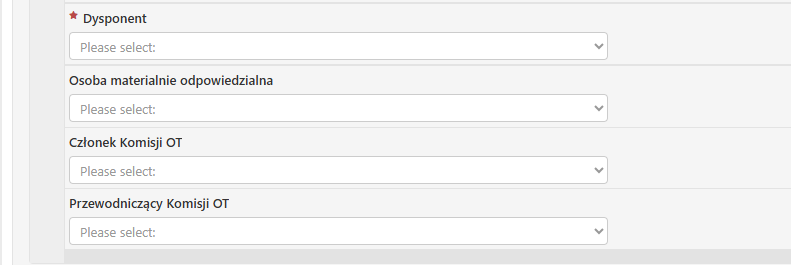 * Dysponent
Please select:
Osoba materialnie odpowiedzialna
Please select:
Członek Komisji OT
Please select:
Przewodniczący Komisji OT
Please select: